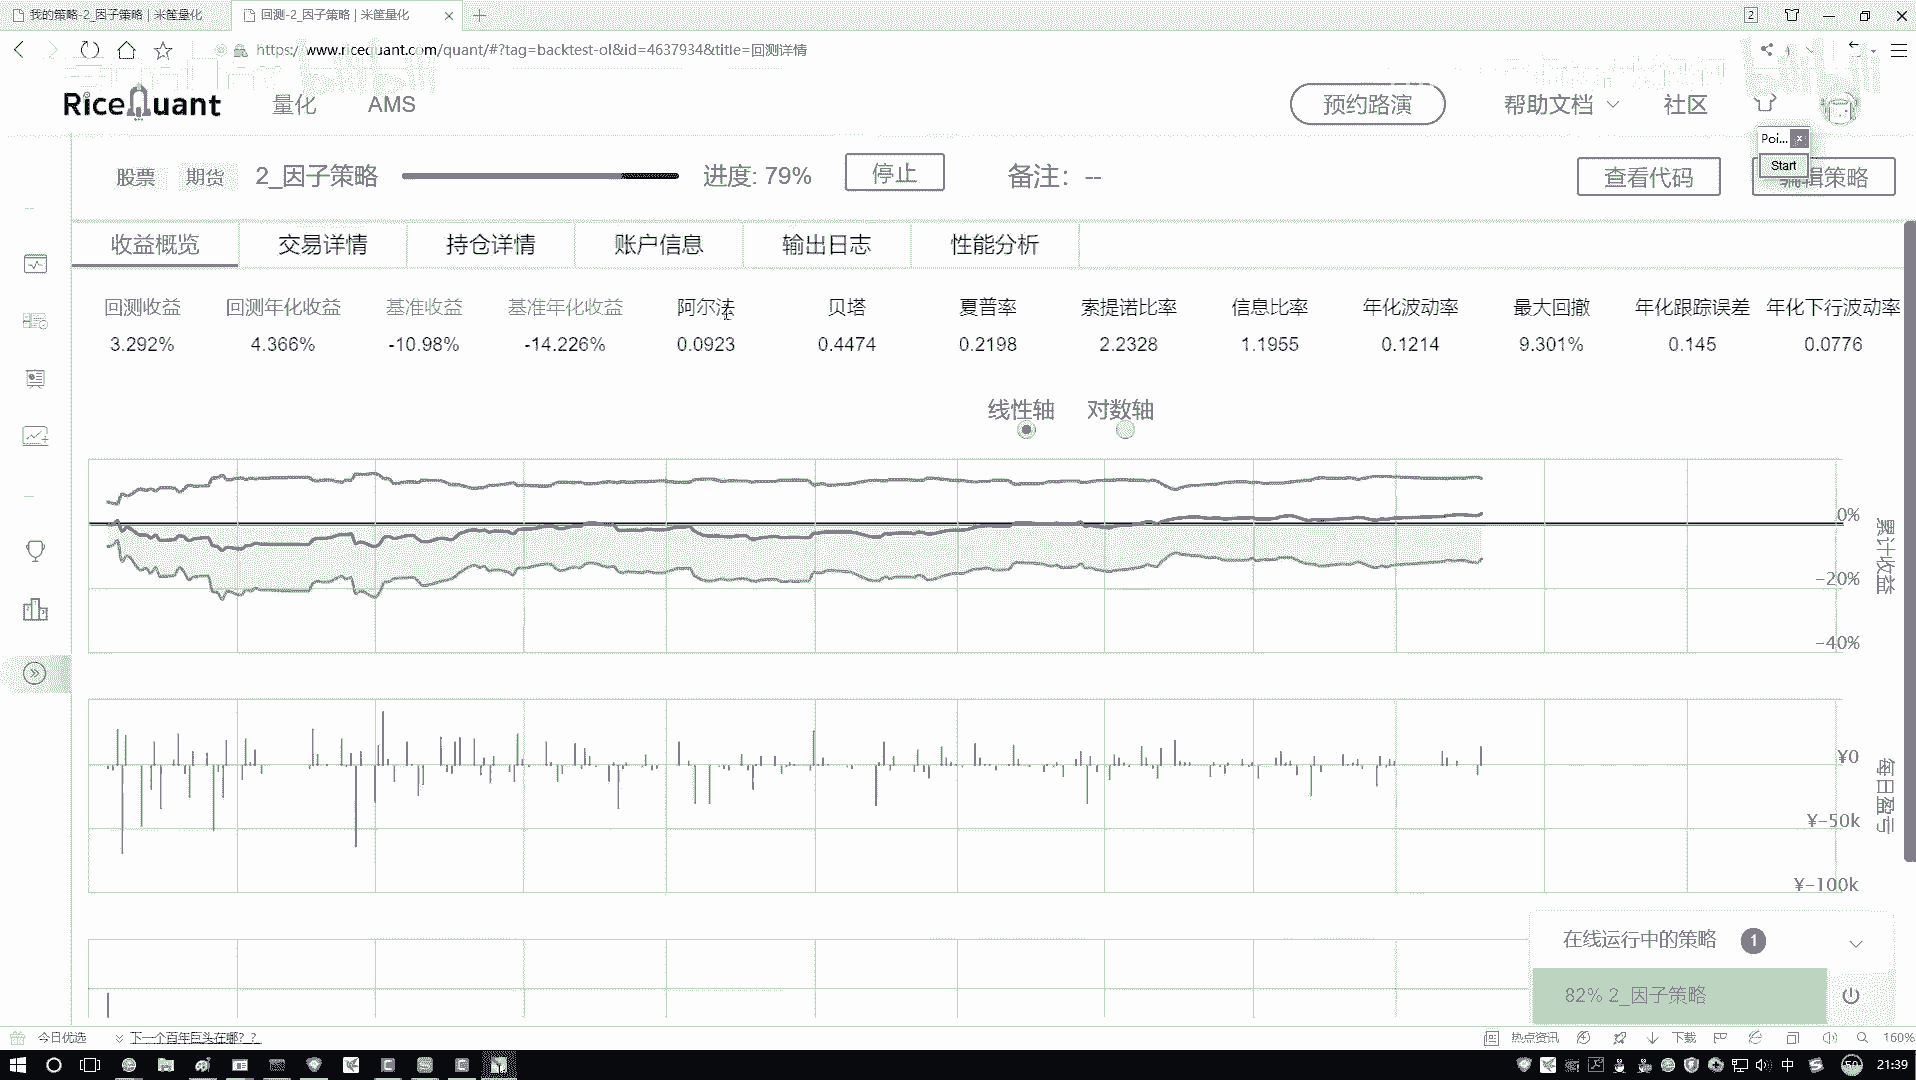 我的策略-2_因子策略 | 米筐量化
回测-2_因子策略 | 米筐量化
2
https://www.ricequant.com/quant/#?tag=backtest-ol&id=4637934&title=回测详情
RiceQuant
量化
AMS
预约路演
帮助文档
社区
Poi...
Start
股票
期货
2_因子策略
进度: 79%
停止
备注: --
查看代码
编辑策略
收益概览
交易详情
持仓详情
账户信息
输出日志
性能分析
回测收益 回测年化收益 基准收益 基准年化收益 阿尔法 贝塔 夏普率 索提诺比率 信息比率 年化波动率 最大回撤 年化跟踪误差 年化下行波动率
3.292% 4.366% -10.98% -14.226% 0.0923 0.4474 0.2198 2.2328 1.1955 0.1214 9.301% 0.145 0.0776
线性轴 对数轴
0%
-20%
-40%
累计收益
¥0
¥-50k
¥-100k
每日盈亏
在线运行中的策略 1
82% 2_因子策略
今日优选
下一个百年巨头在哪？？
热点资讯
下载
160%
中
50
21:39